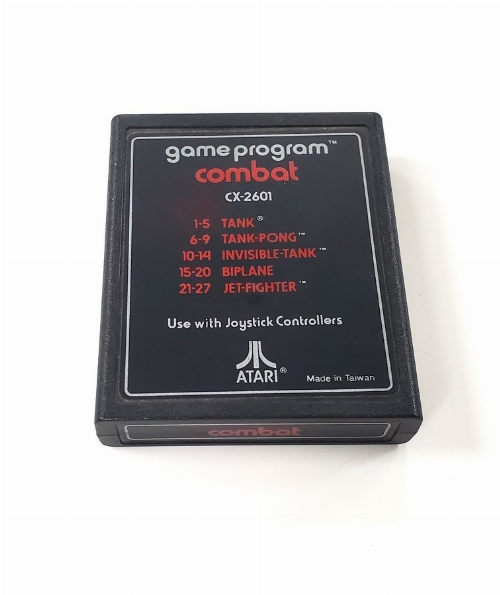 game program™
combat
CX-2601
1-5 TANK®
6-9 TANK-PONG™
10-14 INVISIBLE-TANK™
15-20 BIPLANE
21-27 JET-FIGHTER™
Use with Joystick Controllers
ATARI®
Made in Taiwan
combat